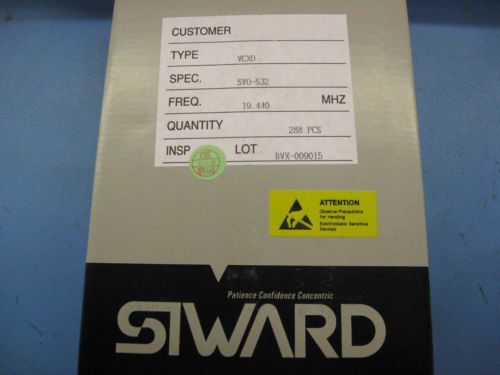 CUSTOMER
TYPE VCXO
SPEC. SVO-532
FREQ. 19.440 MHZ
QUANTITY 288 PCS
INSP LOT BVX-009015
OK
ATTENTION
Observe Precautions
for Handling
Electrostatic Sensitive
Devices
Patience Confidence Concentric
SIWARD